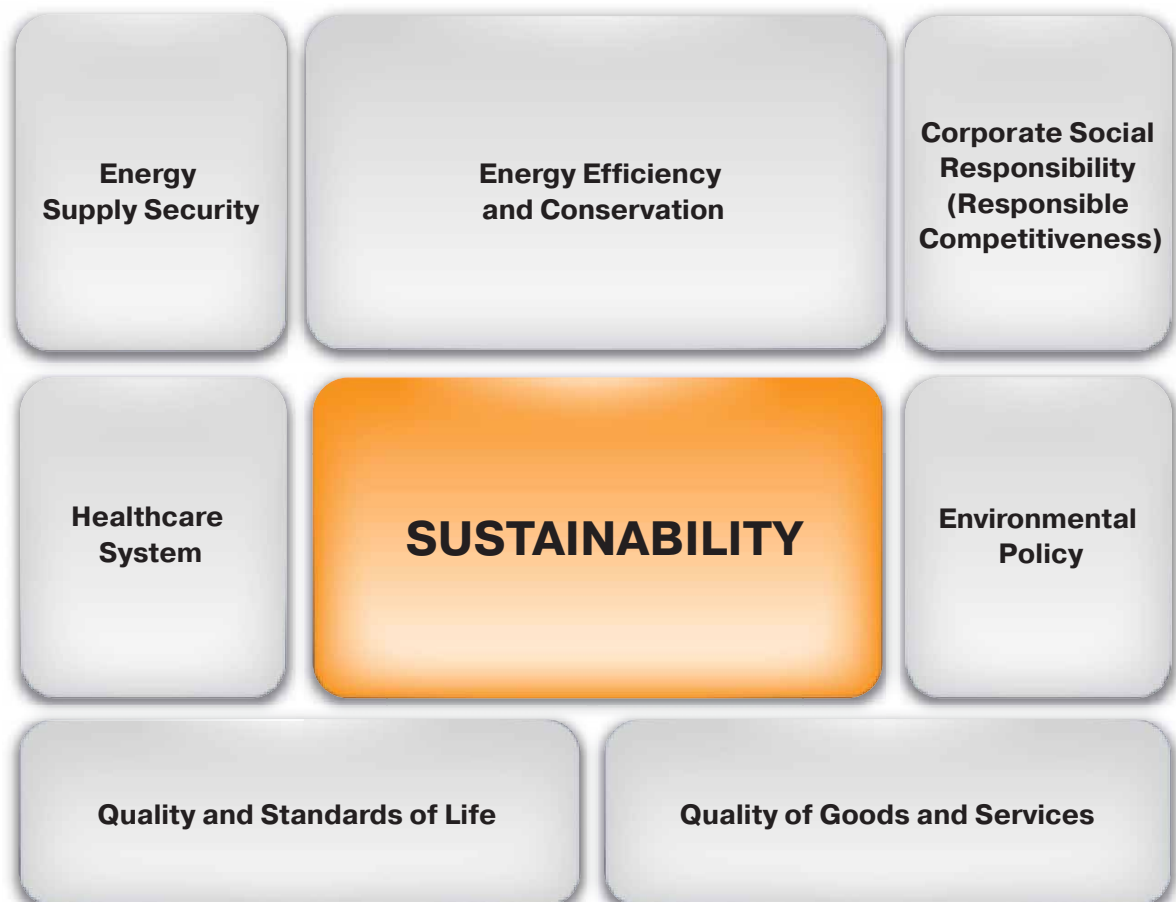 Energy
Supply Security
Energy Efficiency
and Conservation
Corporate Social
Responsibility
(Responsible
Competitiveness)
Healthcare
System
SUSTAINABILITY
Environmental
Policy
Quality and Standards of Life
Quality of Goods and Services